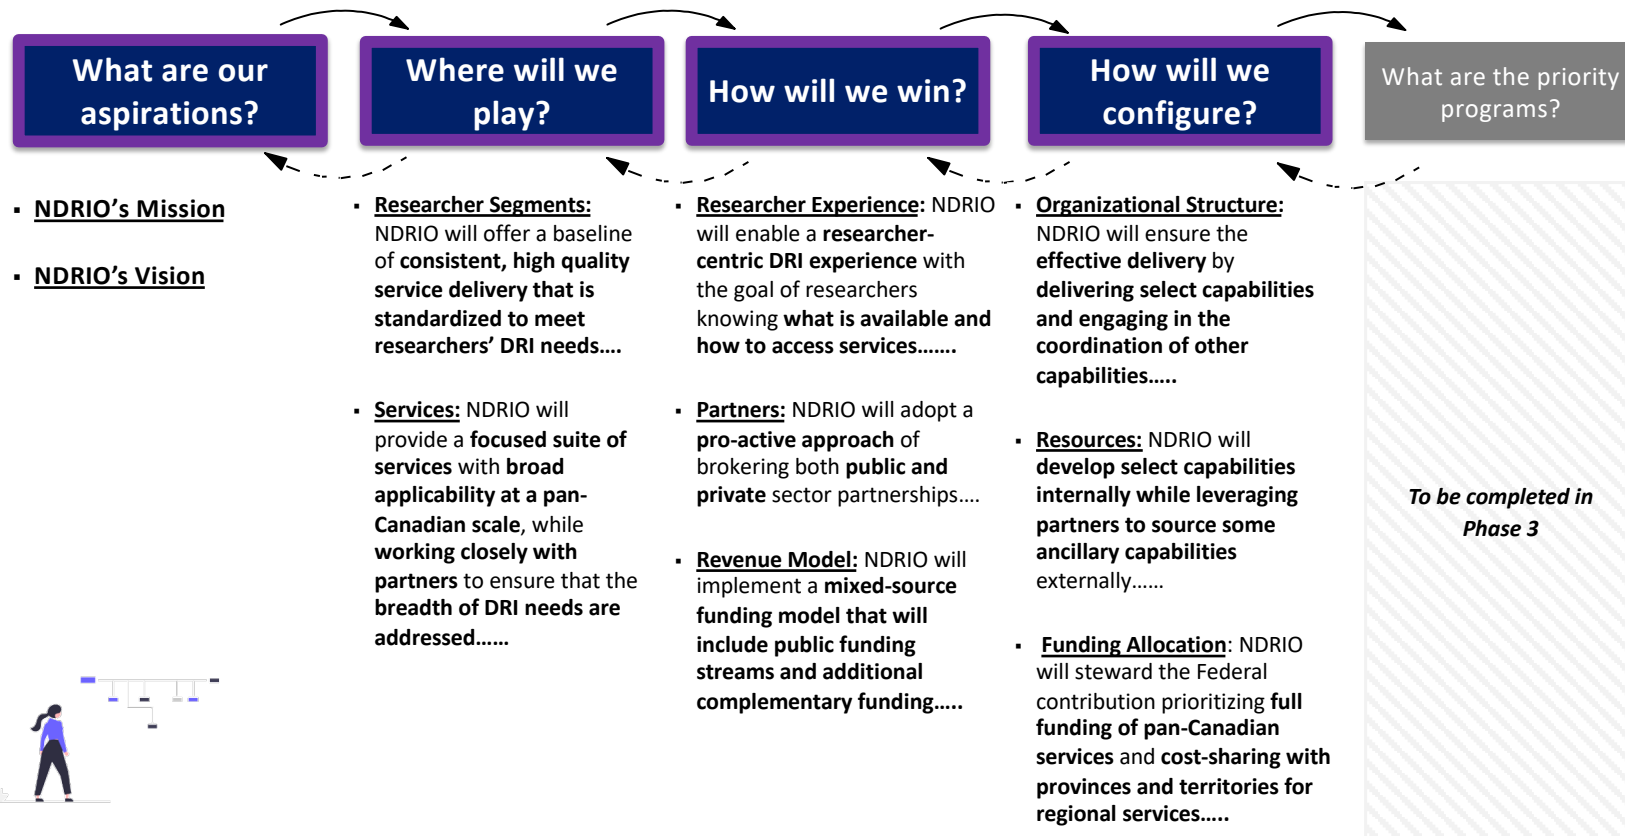 What are our
aspirations?
Where will we
play?
How will we win?
How will we
configure?
What are the priority
programs?
▪ NDRIO's Mission
▪ NDRIO's Vision
▪ Researcher Segments:
NDRIO will offer a baseline
of consistent, high quality
service delivery that is
standardized to meet
researchers' DRI needs….
▪ Services: NDRIO will
provide a focused suite of
services with broad
applicability at a pan-
Canadian scale, while
working closely with
partners to ensure that the
breadth of DRI needs are
addressed……
▪ Researcher Experience: NDRIO
will enable a researcher-
centric DRI experience with
the goal of researchers
knowing what is available and
how to access services…….
▪ Partners: NDRIO will adopt a
pro-active approach of
brokering both public and
private sector partnerships….
▪ Revenue Model: NDRIO will
implement a mixed-source
funding model that will
include public funding
streams and additional
complementary funding…..
▪ Organizational Structure:
NDRIO will ensure the
effective delivery by
delivering select capabilities
and engaging in the
coordination of other
capabilities…..
▪ Resources: NDRIO will
develop select capabilities
internally while leveraging
partners to source some
ancillary capabilities
externally……
▪ Funding Allocation: NDRIO
will steward the Federal
contribution prioritizing full
funding of pan-Canadian
services and cost-sharing with
provinces and territories for
regional services…..
To be completed in
Phase 3